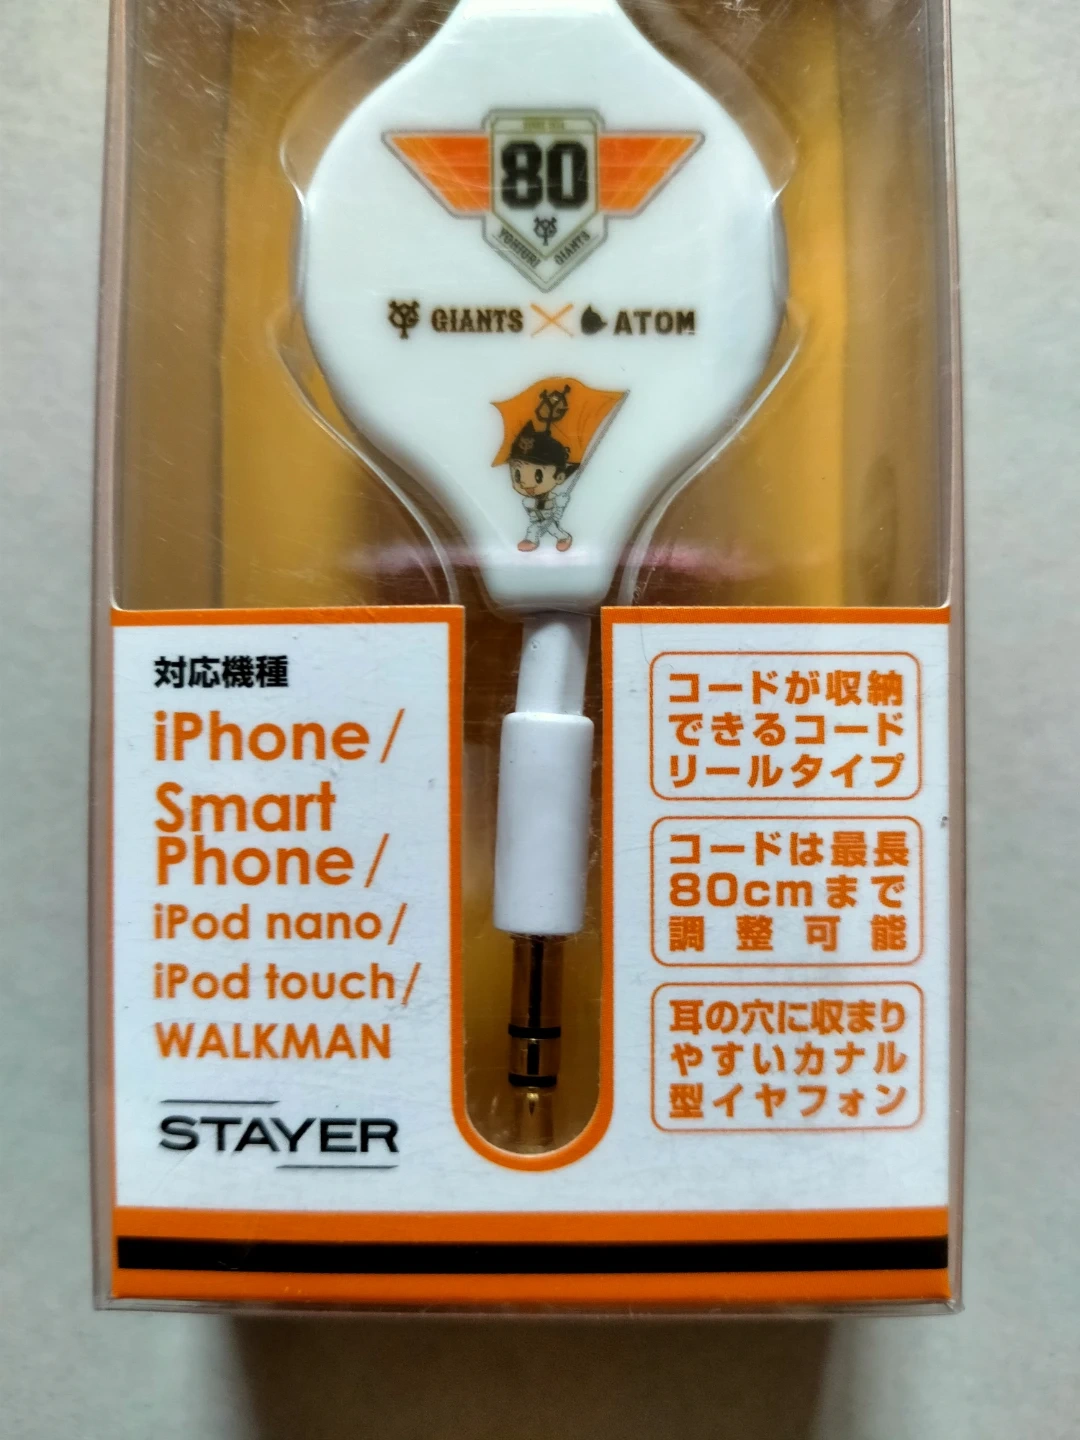 80
YOMIURI GIANTS
GIANTS × ATOM
対応機種
iPhone/
Smart
Phone/
iPod nano/
iPod touch/
WALKMAN
STAYER
コードが収納
できるコード
リールタイプ
コードは最長
80cmまで
調整可能
耳の穴に収まり
やすいカナル
型イヤフォン